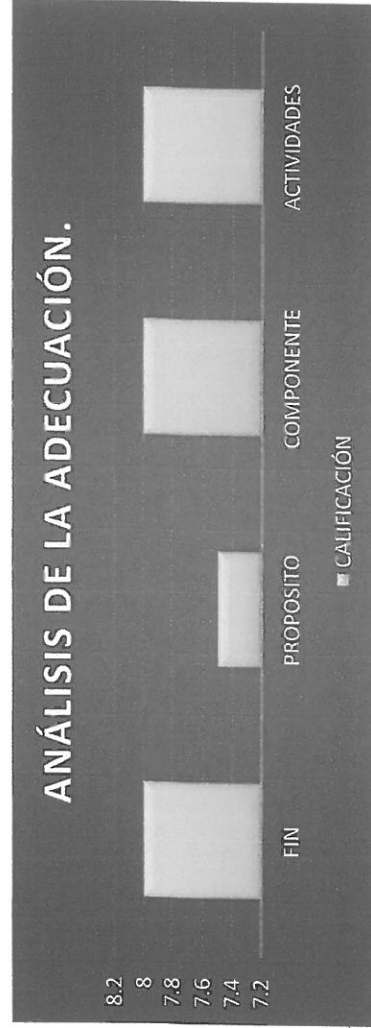 ANÁLISIS DE LA ADECUACIÓN.
8.2
8
7.8
7.6
7.4
7.2
FIN
PROPOSITO
COMPONENTE
ACTIVIDADES
CALIFICACIÓN